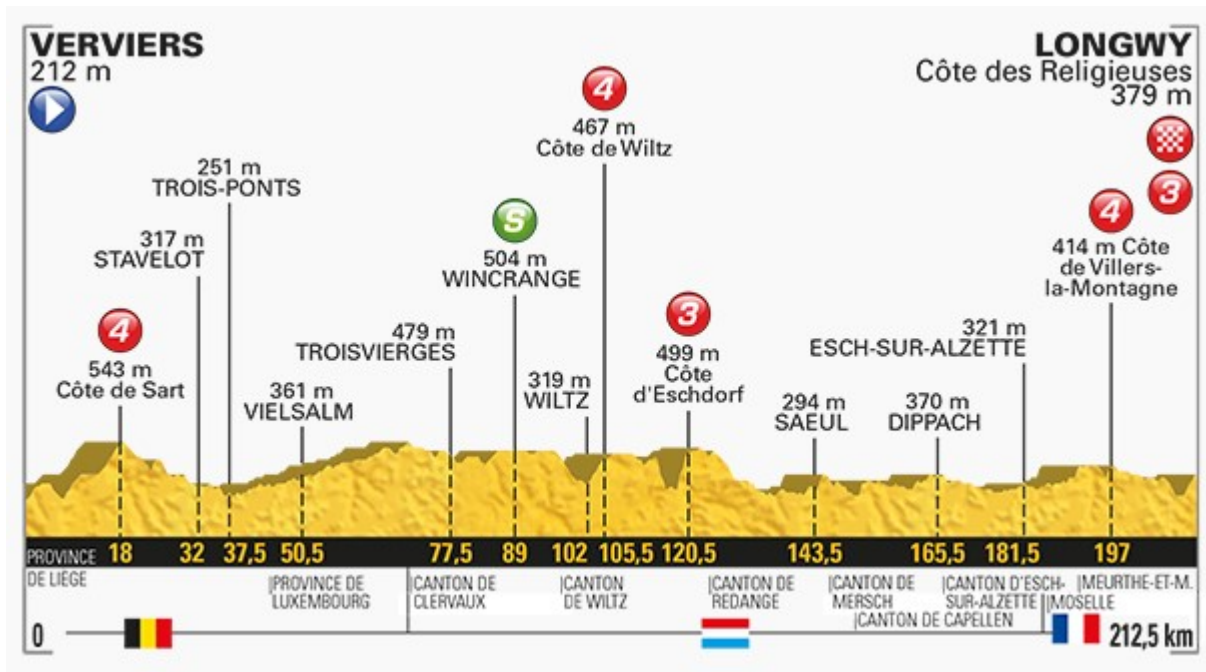 VERVIERS
212 m
LONGWY
Côte des Religieuses
379 m
3
4
467 m
Côte de Wiltz
251 m
TROIS-PONTS
4
414 m Côte
de Villers-
la-Montagne
S
504 m
WINCRANGE
317 m
STAVELOT
4
543 m
Côte de Sart
479 m
TROISVIERGES
361 m
VIELSALM
319 m
WILTZ
3
499 m
Côte
d'Eschdorf
321 m
ESCH-SUR-ALZETTE
294 m
SAEUL
370 m
DIPPACH
PROVINCE 18 32 37,5 50,5 77,5 89 102 105,5 120,5 143,5 165,5 181,5 197
DE LIÈGE
|PROVINCE DE
LUXEMBOURG
|CANTON DE
CLERVAUX
|CANTON
DE WILTZ
|CANTON DE
REDANGE
|CANTON DE
MERSCH
|CANTON DE CAPELLEN
|CANTON D'ESCH-
SUR-ALZETTE
|MOSELLE
|MEURTHE-ET-M.
0
212,5 km